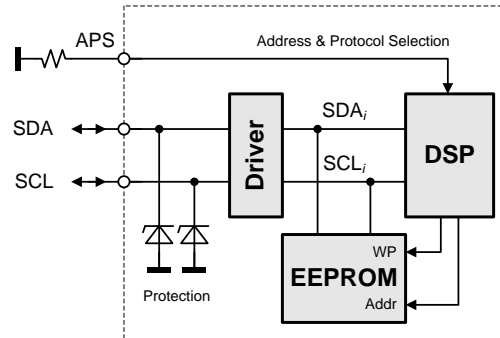 APS
Address & Protocol Selection
SDA
SCL
Driver
SDAi
SCLi
DSP
WP
EEPROM
Addr
Protection